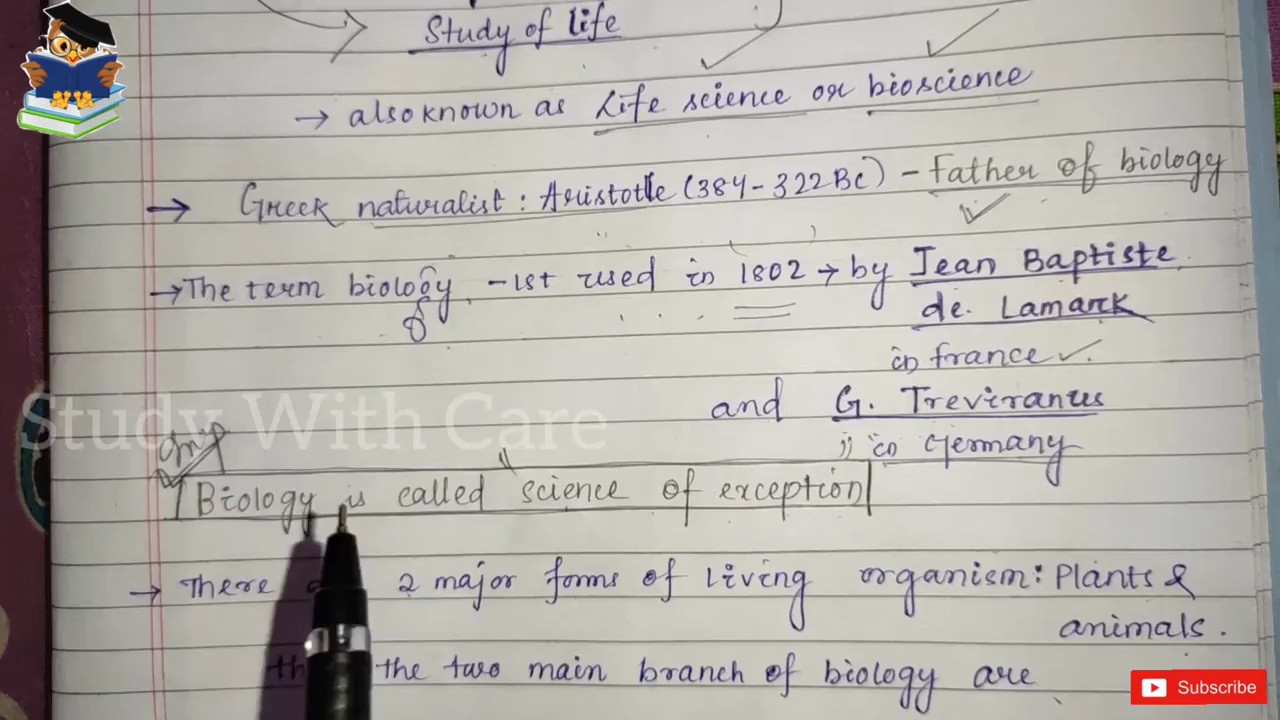 Study of life
→ also known as Life science or bioscience
→ Greek naturalist : Aristotle (384 - 322 BC) - Father of biology
→ The term biology - 1st used in 1802 → by Jean Baptiste
de. Lamarck
in france ✓
and G. Treviranus
in Germany
Study With Care
Imp
Biology is called science of exception
→ There 2 major forms of living organism : Plants &
animals.
the two main branch of biology are
Subscribe